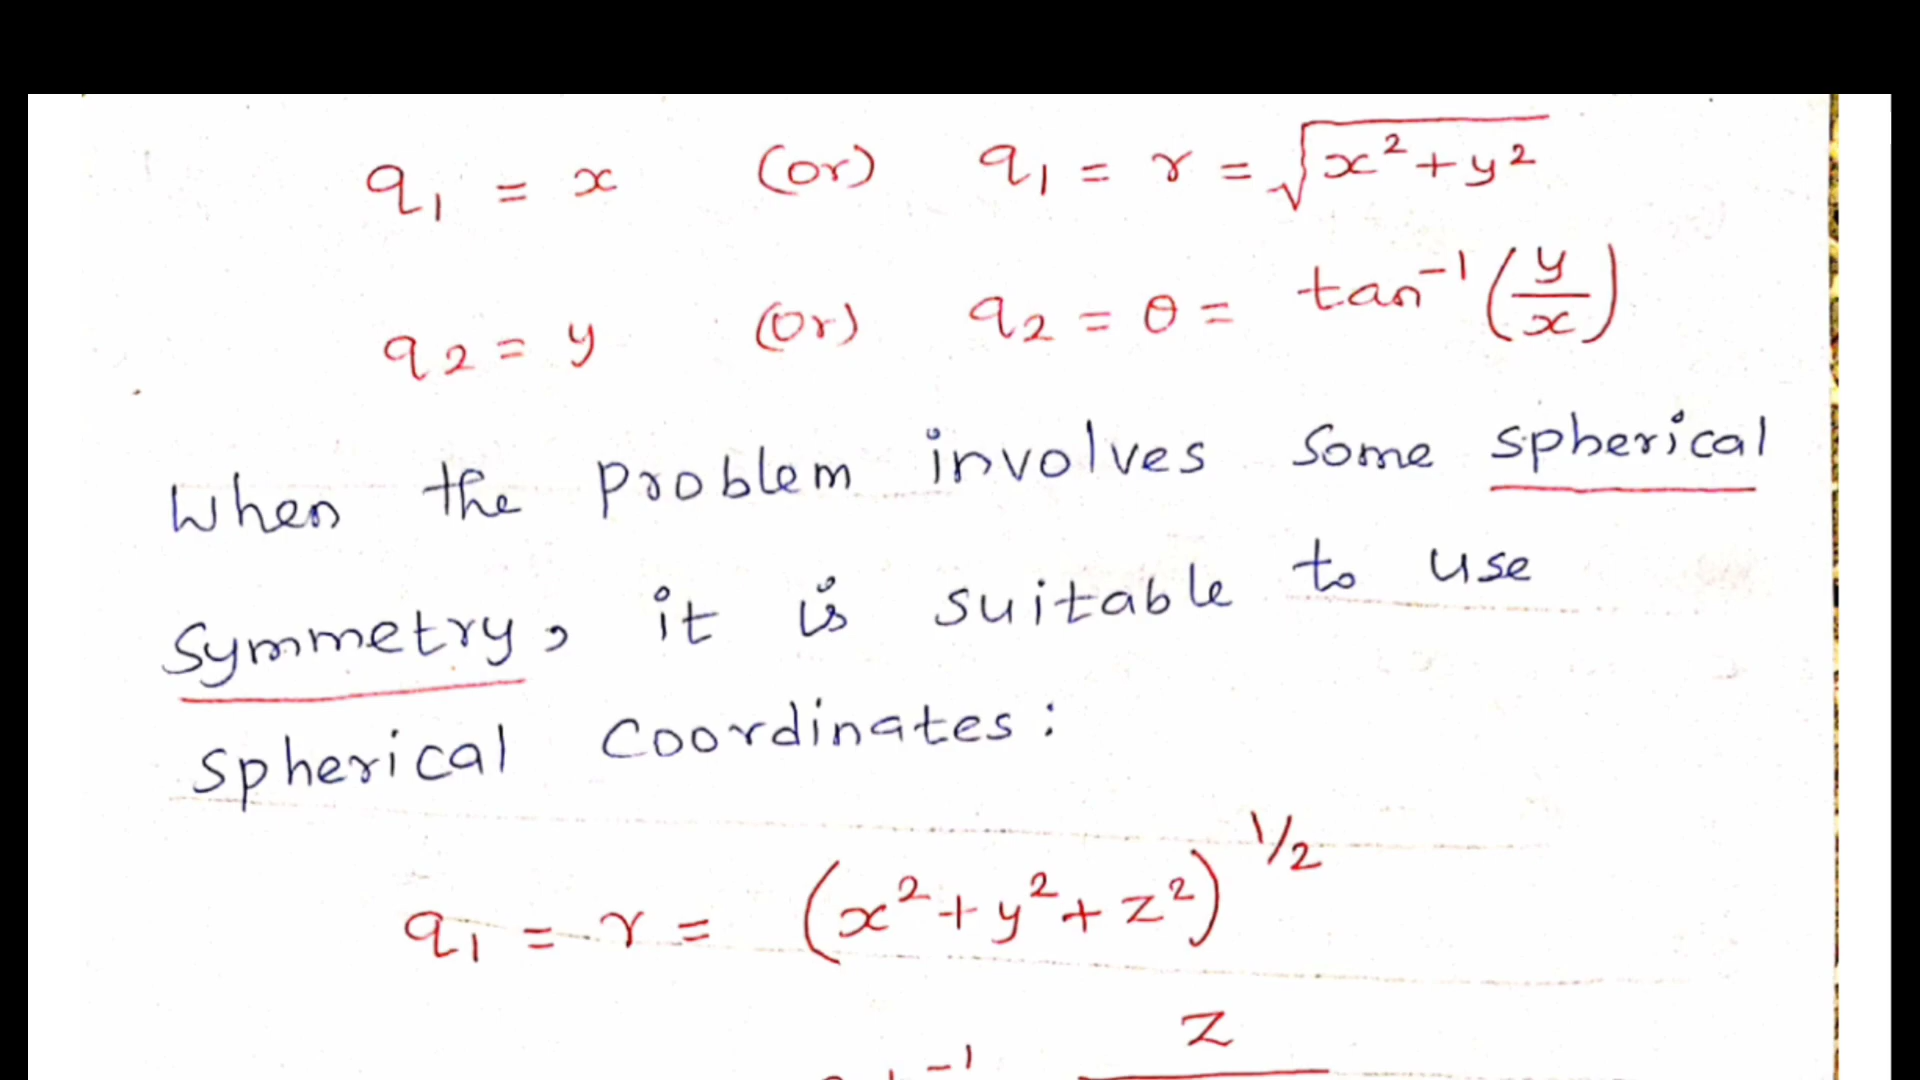 q₁ = x (or) q₁ = r = √(x² + y²)
q₂ = y (or) q₂ = θ = tan⁻¹ (y/x)
When the problem involves some spherical
symmetry, it is suitable to use
spherical coordinates:
q₁ = r = (x² + y² + z²)^1/2
⁻¹ z